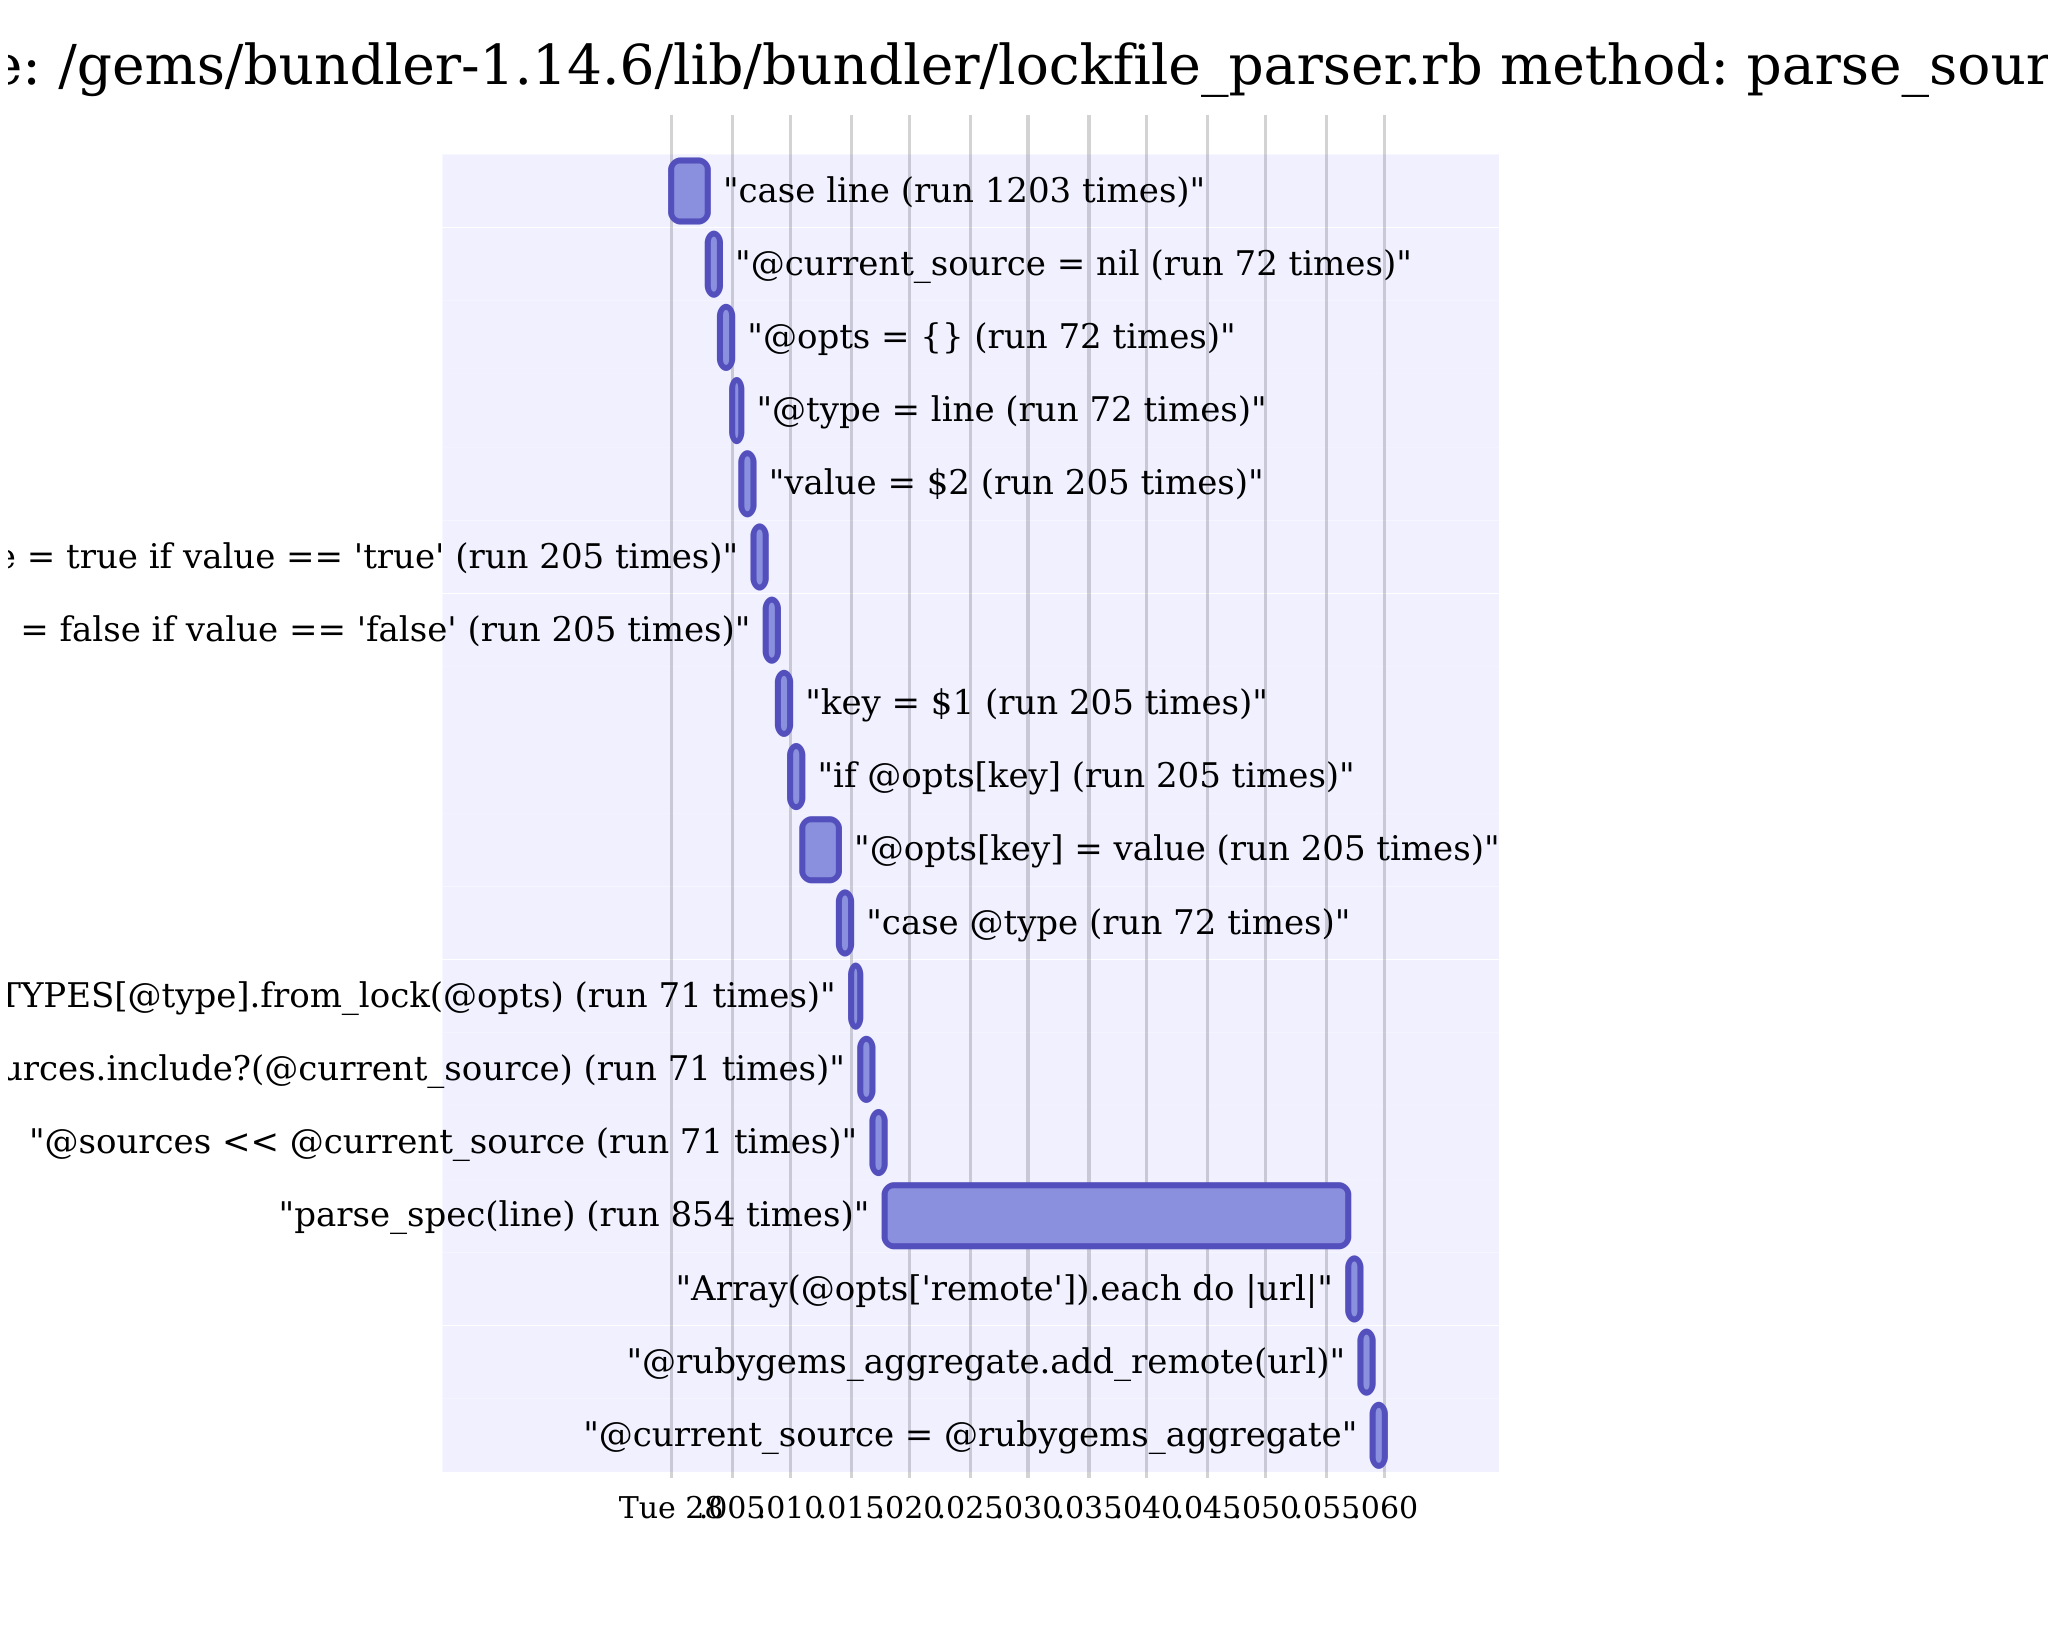 e: /gems/bundler-1.14.6/lib/bundler/lockfile_parser.rb method: parse_sour
"case line (run 1203 times)"
"@current_source = nil (run 72 times)"
"@opts = {} (run 72 times)"
"@type = line (run 72 times)"
"value = $2 (run 205 times)"
e = true if value == 'true' (run 205 times)"
= false if value == 'false' (run 205 times)"
"key = $1 (run 205 times)"
"if @opts[key] (run 205 times)"
"@opts[key] = value (run 205 times)"
"case @type (run 72 times)"
TYPES[@type].from_lock(@opts) (run 71 times)"
urces.include?(@current_source) (run 71 times)"
"@sources << @current_source (run 71 times)"
"parse_spec(line) (run 854 times)"
"Array(@opts['remote']).each do |url|"
"@rubygems_aggregate.add_remote(url)"
"@current_source = @rubygems_aggregate"
Tue 28 .005 .010 .015 .020 .025 .030 .035 .040 .045 .050 .055 .060